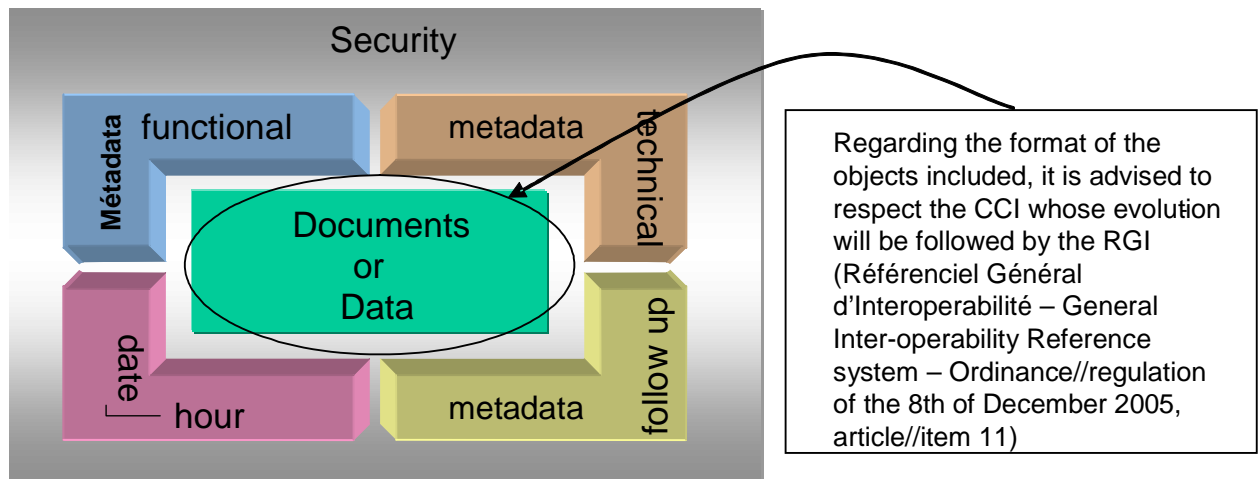 Security
Métadata
functional
metadata
technical
Documents
or
Data
date
hour
metadata
follow up
Regarding the format of the
objects included, it is advised to
respect the CCI whose evolution
will be followed by the RGI
(Référenciel Général
d'Interoperabilité – General
Inter-operability Reference
system – Ordinance//regulation
of the 8th of December 2005,
article//item 11)